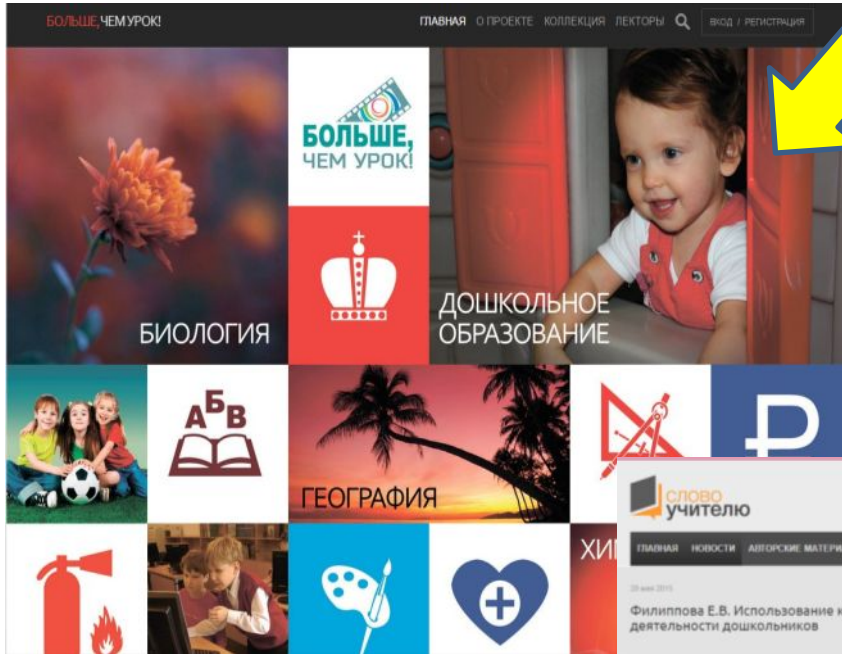 БОЛЬШЕ, ЧЕМ УРОК!
ГЛАВНАЯ О ПРОЕКТЕ КОЛЛЕКЦИЯ ЛЕКТОРЫ ВХОД / РЕГИСТРАЦИЯ
БОЛЬШЕ,
ЧЕМ УРОК!
БИОЛОГИЯ
ДОШКОЛЬНОЕ
ОБРАЗОВАНИЕ
АБВ
ГЕОГРАФИЯ
ХИ
СЛОВО
учителю
ГЛАВНАЯ НОВОСТИ АВТОРСКИЕ МАТЕРИ
Филиппова Е.В. Использование к
деятельности дошкольников